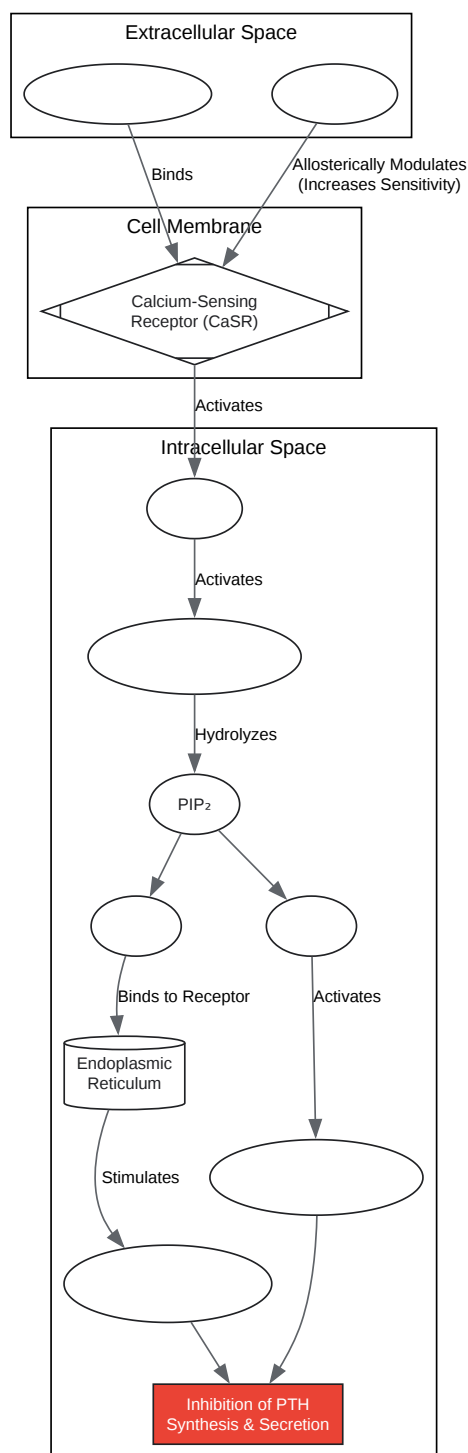 Extracellular Space
Binds
Allosterically Modulates
(Increases Sensitivity)
Cell Membrane
Calcium-Sensing
Receptor (CaSR)
Activates
Intracellular Space
Activates
Hydrolyzes
PIP₂
Binds to Receptor
Activates
Endoplasmic
Reticulum
Stimulates
Inhibition of PTH
Synthesis & Secretion